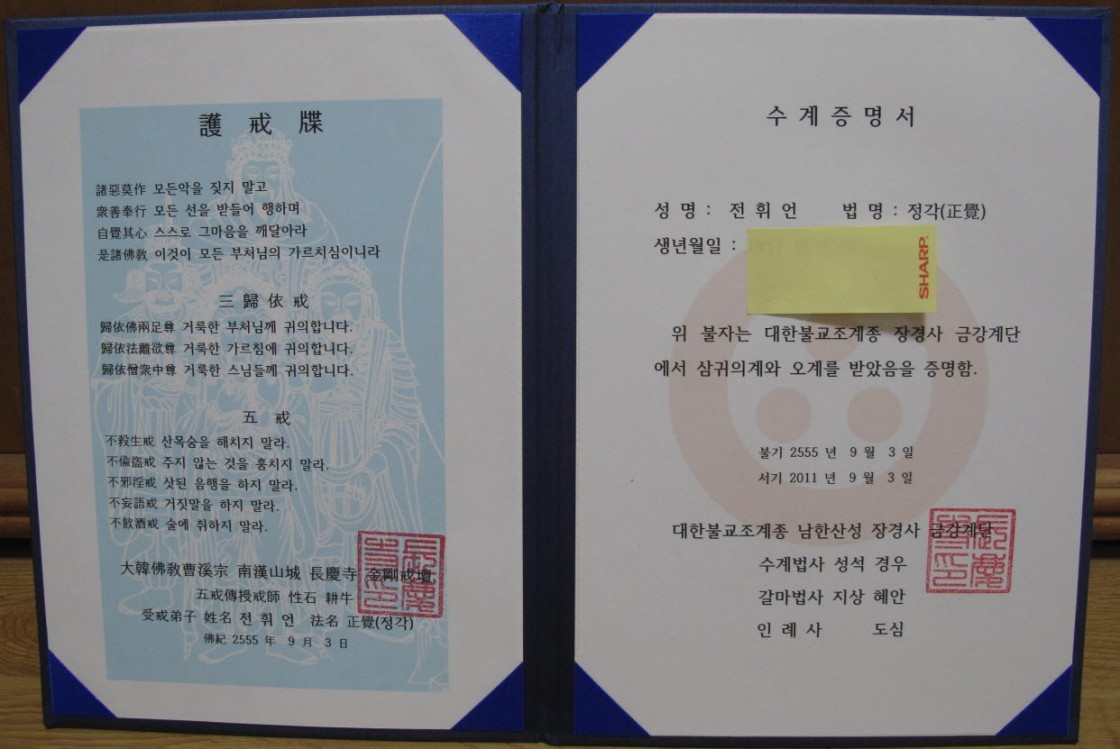 護 戒 牒
諸惡莫作 모든악을 짖지 말고
衆善奉行 모든 선을 받들어 행하며
自覺其心 스스로 그마음을 깨달아라
是諸佛教 이것이 모든 부처님의 가르치심이니라
三 歸 依 戒
歸依佛兩足尊 거룩한 부처님께 귀의합니다.
歸依法離欲尊 거룩한 가르침에 귀의합니다.
歸依僧衆中尊 거룩한 스님들께 귀의합니다.
五 戒
不殺生戒 산목숨을 해치지 말라.
不偸盜戒 주지 않는 것을 훔치지 말라.
不邪淫戒 삿된 음행을 하지 말라.
不妄語戒 거짓말을 하지 말라.
不飮酒戒 술에 취하지 말라.
大韓佛敎曹溪宗 南漢山城 長慶寺 金剛戒壇
五戒傳授戒師 性石 耕牛
受戒弟子 姓名 전 휘 언 法名 正覺(정각)
佛紀 2555 年 9 月 3 日
수 계 증 명 서
성 명 : 전 휘 언 법 명 : 정각(正覺)
생년월일 :
SHARP
위 불자는 대한불교조계종 장경사 금강계단
에서 삼귀의계와 오계를 받았음을 증명함.
불기 2555 년 9 월 3 일
서기 2011 년 9 월 3 일
대한불교조계종 남한산성 장경사 금강계단
수계법사 성석 경우
갈마법사 지상 혜안
인 례 사 도심